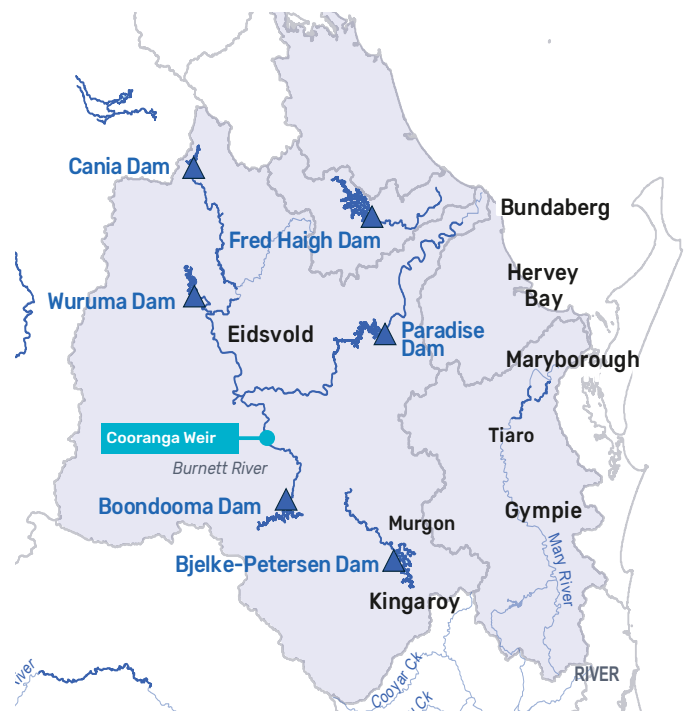 Cania Dam
Bundaberg
Fred Haigh Dam
Hervey
Bay
Wuruma Dam
Eidsvold
Paradise
Dam
Maryborough
Cooranga Weir
Tiaro
Burnett River
Boondooma Dam
Gympie
Murgon
Mary River
Bjelke-Petersen Dam
Kingaroy
Cooyar Ck
RIVER
Ck